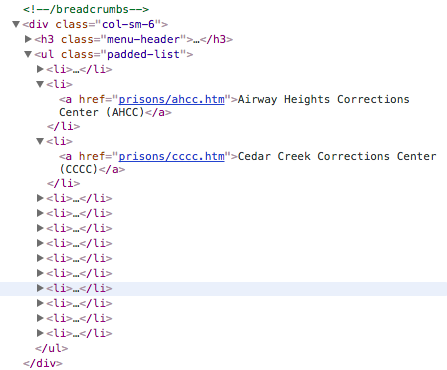 <!--/breadcrumbs-->
▼<div class="col-sm-6">
▶<h3 class="menu-header">…</h3>
▼<ul class="padded-list">
▶<li>…</li>
▼<li>
<a href="prisons/ahcc.htm">Airway Heights Corrections
Center (AHCC)</a>
</li>
▼<li>
<a href="prisons/cccc.htm">Cedar Creek Corrections Center
(CCCC)</a>
</li>
▶<li>…</li>
▶<li>…</li>
▶<li>…</li>
▶<li>…</li>
▶<li>…</li>
▶<li>…</li>
▶<li>…</li>
▶<li>…</li>
▶<li>…</li>
▶<li>…</li>
</ul>
</div>